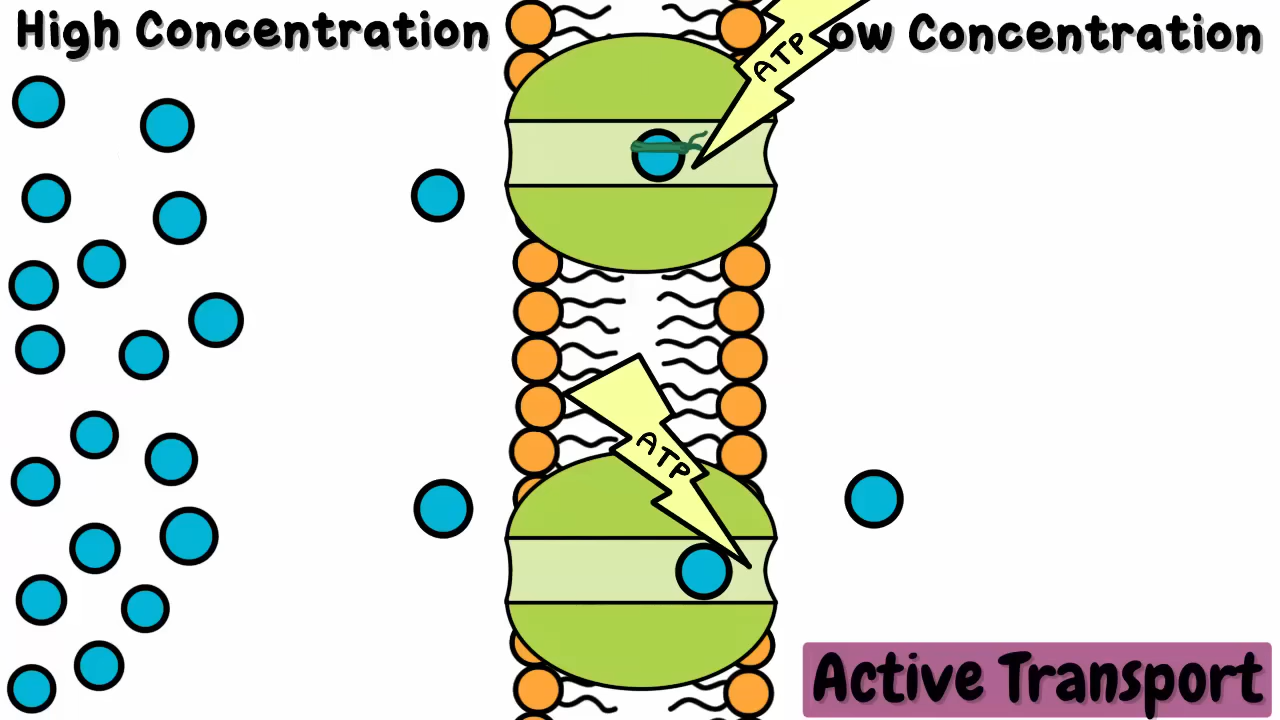 High Concentration
ow Concentration
ATP
ATP
Active Transport